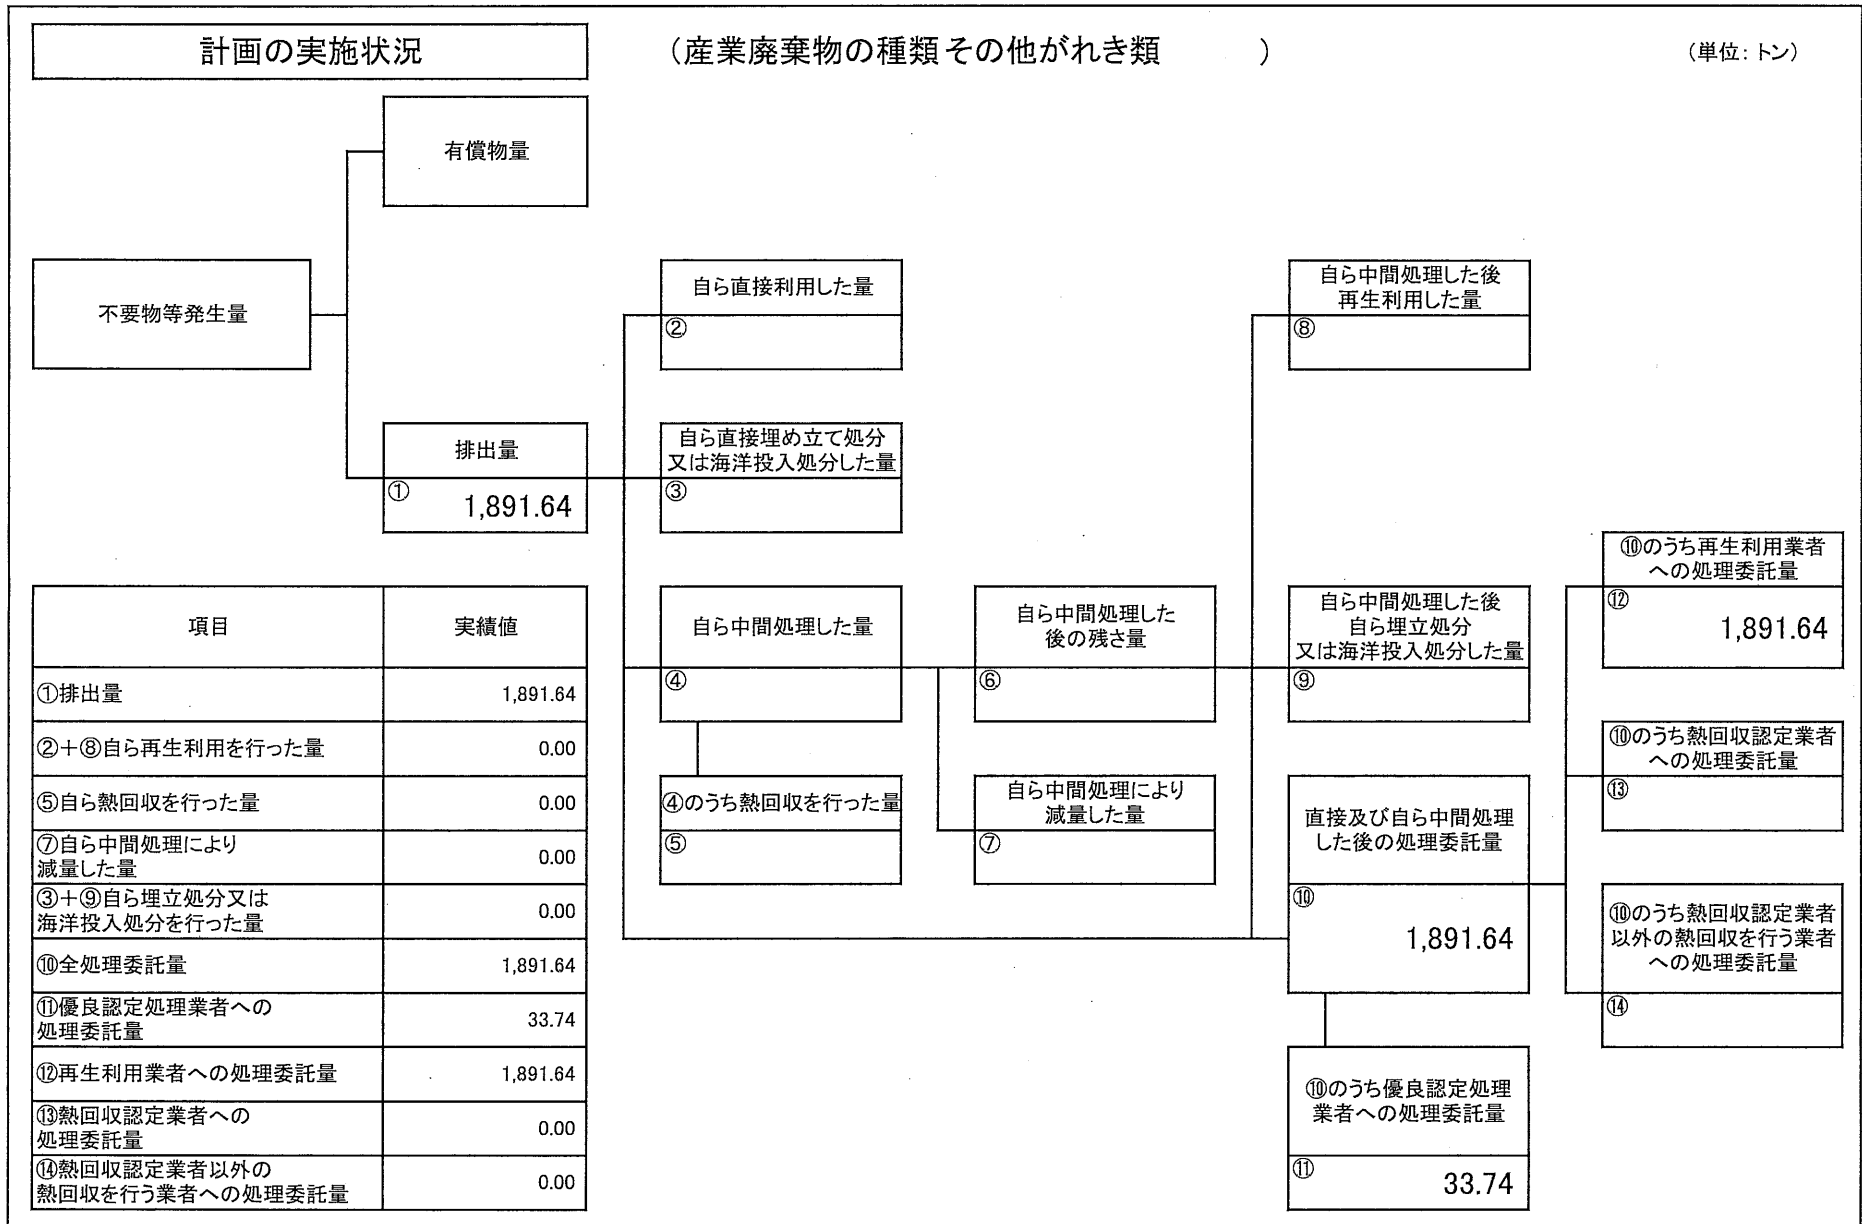 計画の実施状況
（産業廃棄物の種類その他がれき類　　　）
（単位：トン）
有償物量
不要物等発生量
自ら直接利用した量
②
自ら中間処理した後
再生利用した量
⑧
排出量
① 1,891.64
自ら直接埋め立て処分
又は海洋投入処分した量
③
⑩のうち再生利用業者
への処理委託量
⑫
1,891.64
自ら中間処理した量
④
自ら中間処理した
後の残さ量
⑥
自ら中間処理した後
自ら埋立処分
又は海洋投入処分した量
⑨
④のうち熱回収を行った量
⑤
自ら中間処理により
減量した量
⑦
直接及び自ら中間処理
した後の処理委託量
⑩
1,891.64
⑩のうち熱回収認定業者
への処理委託量
⑬
⑩のうち熱回収認定業者
以外の熱回収を行う業者
への処理委託量
⑭
⑩のうち優良認定処理
業者への処理委託量
⑪
33.74
項目 実績値
①排出量 1,891.64
②＋⑧自ら再生利用を行った量 0.00
⑤自ら熱回収を行った量 0.00
⑦自ら中間処理により
減量した量 0.00
③＋⑨自ら埋立処分又は
海洋投入処分を行った量 0.00
⑩全処理委託量 1,891.64
⑪優良認定処理業者への
処理委託量 33.74
⑫再生利用業者への処理委託量 1,891.64
⑬熱回収認定業者への
処理委託量 0.00
⑭熱回収認定業者以外の
熱回収を行う業者への処理委託量 0.00